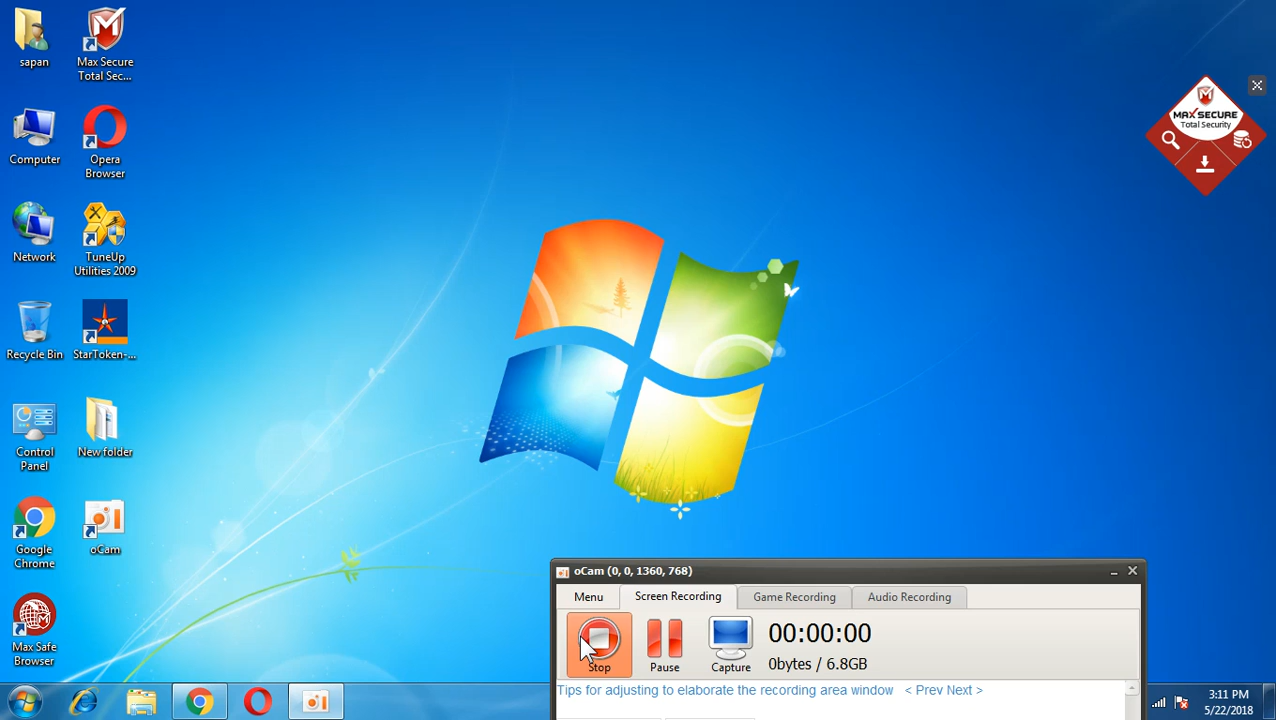 sapan
Max Secure
Total Sec...
Computer
Opera
Browser
Network
TuneUp
Utilities 2009
Recycle Bin
StarToken-...
Control
Panel
New folder
Google
Chrome
oCam
Max Safe
Browser
MAX SECURE
Total Security
oCam (0, 0, 1360, 768)
Menu
Screen Recording
Game Recording
Audio Recording
Stop
Pause
Capture
00:00:00
0bytes / 6.8GB
Tips for adjusting to elaborate the recording area window < Prev Next >
3:11 PM
5/22/2018